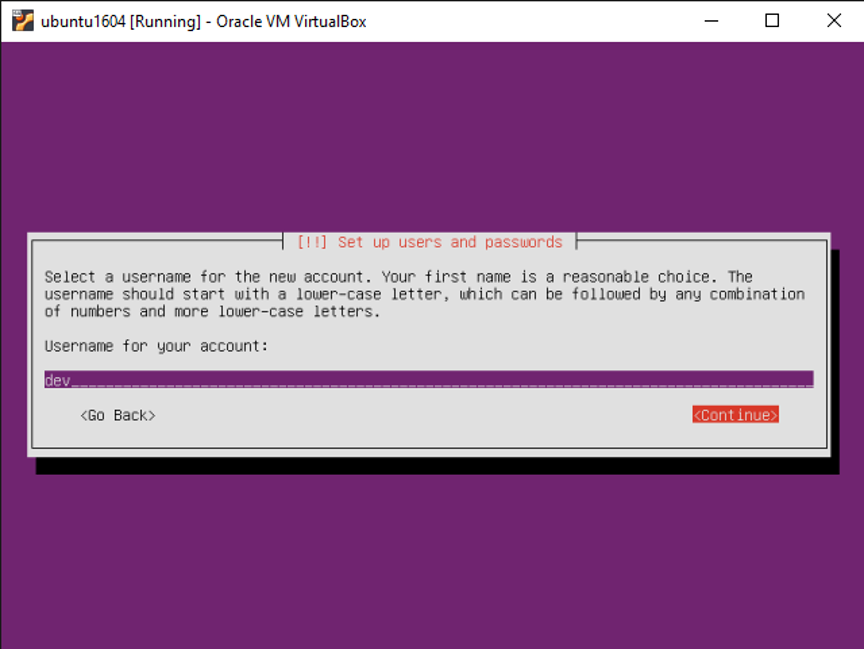 ubuntu1604 [Running] - Oracle VM VirtualBox
[!!] Set up users and passwords
Select a username for the new account. Your first name is a reasonable choice. The
username should start with a lower-case letter, which can be followed by any combination
of numbers and more lower-case letters.
Username for your account:
dev
<Go Back> <Continue>